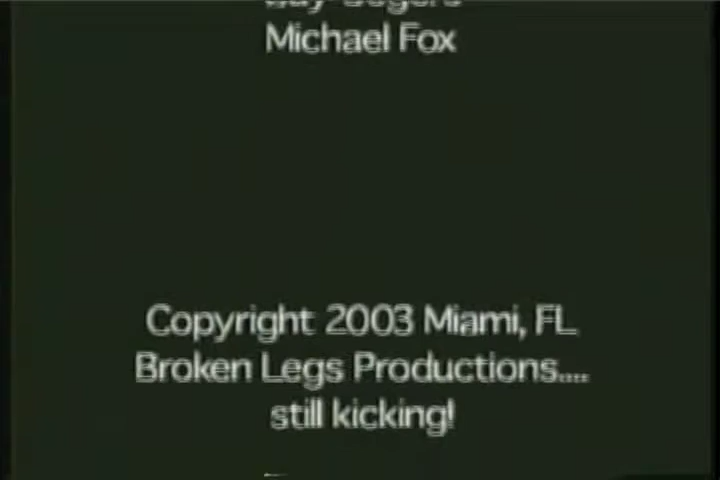 Michael Fox
Copyright 2003 Miami, FL
Broken Legs Productions....
still kicking!